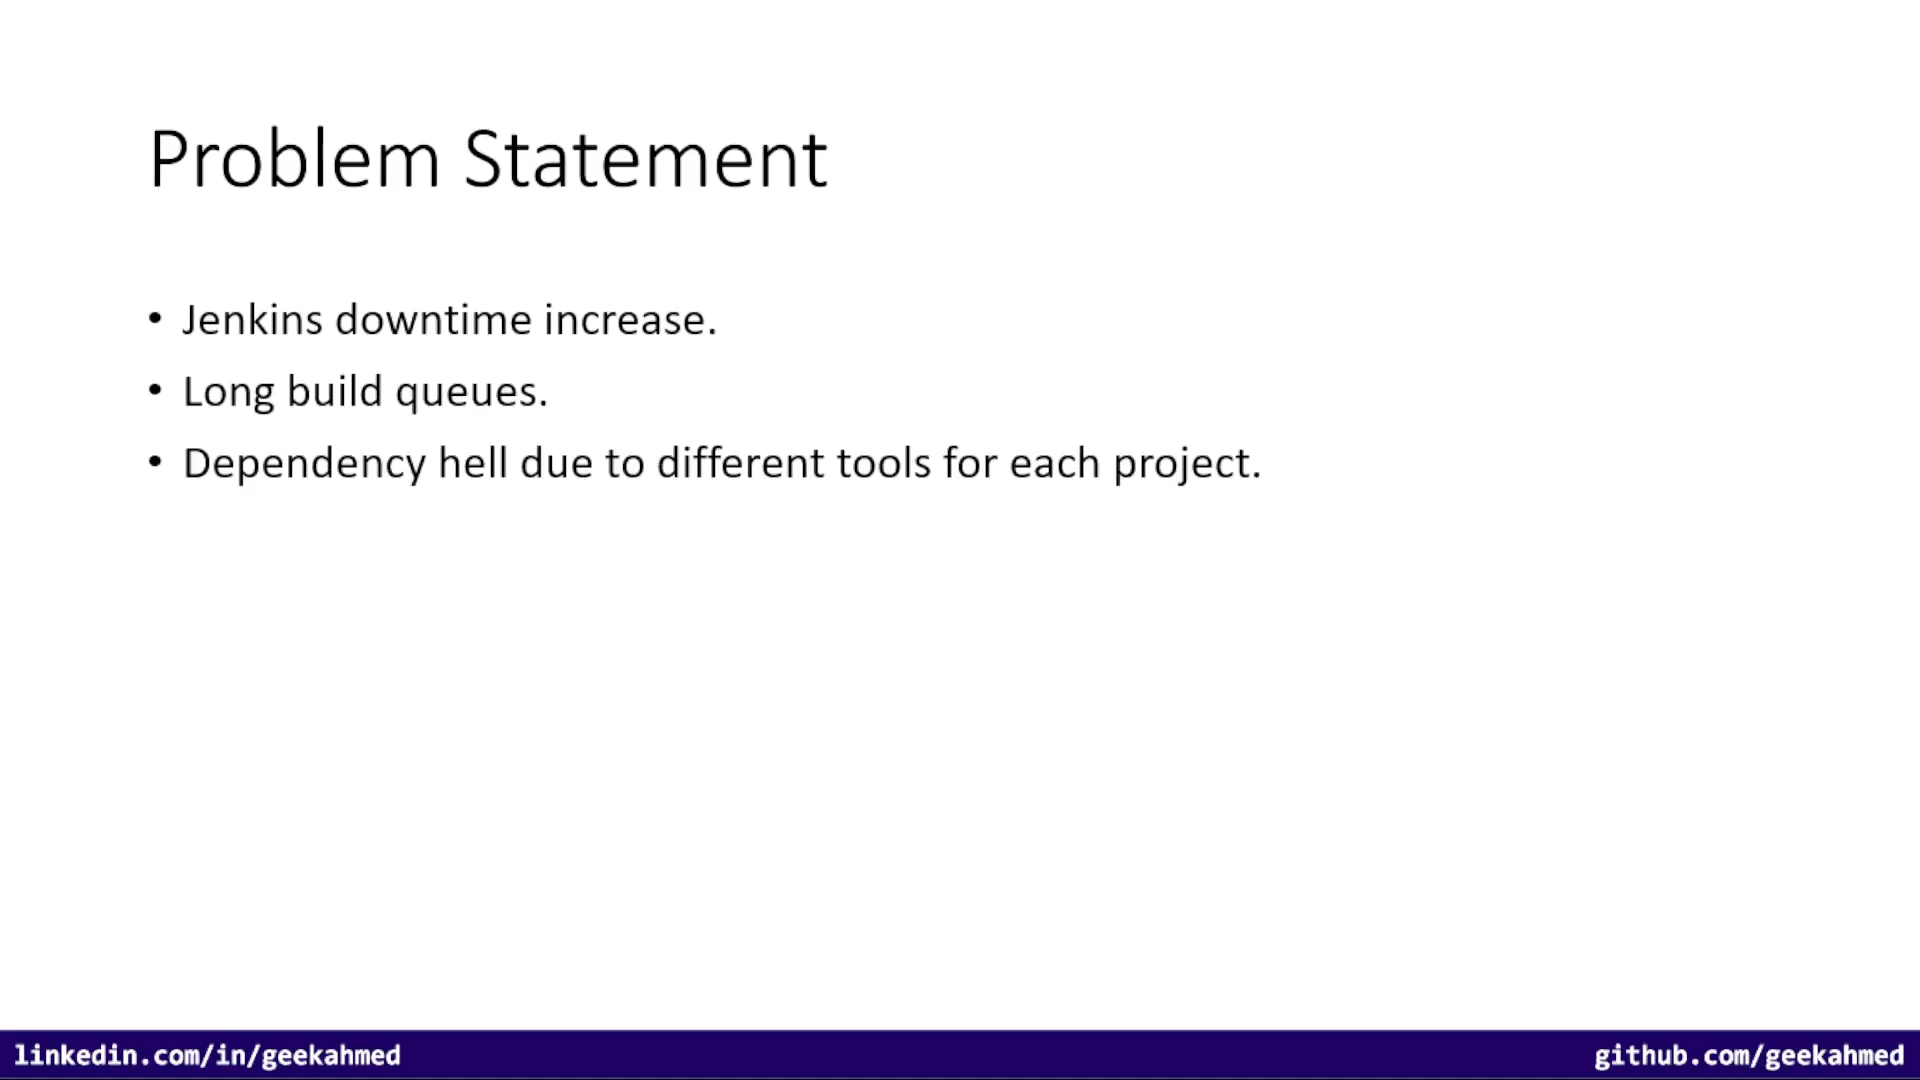 Problem Statement
• Jenkins downtime increase.
• Long build queues.
• Dependency hell due to different tools for each project.
linkedin.com/in/geekahmed
github.com/geekahmed